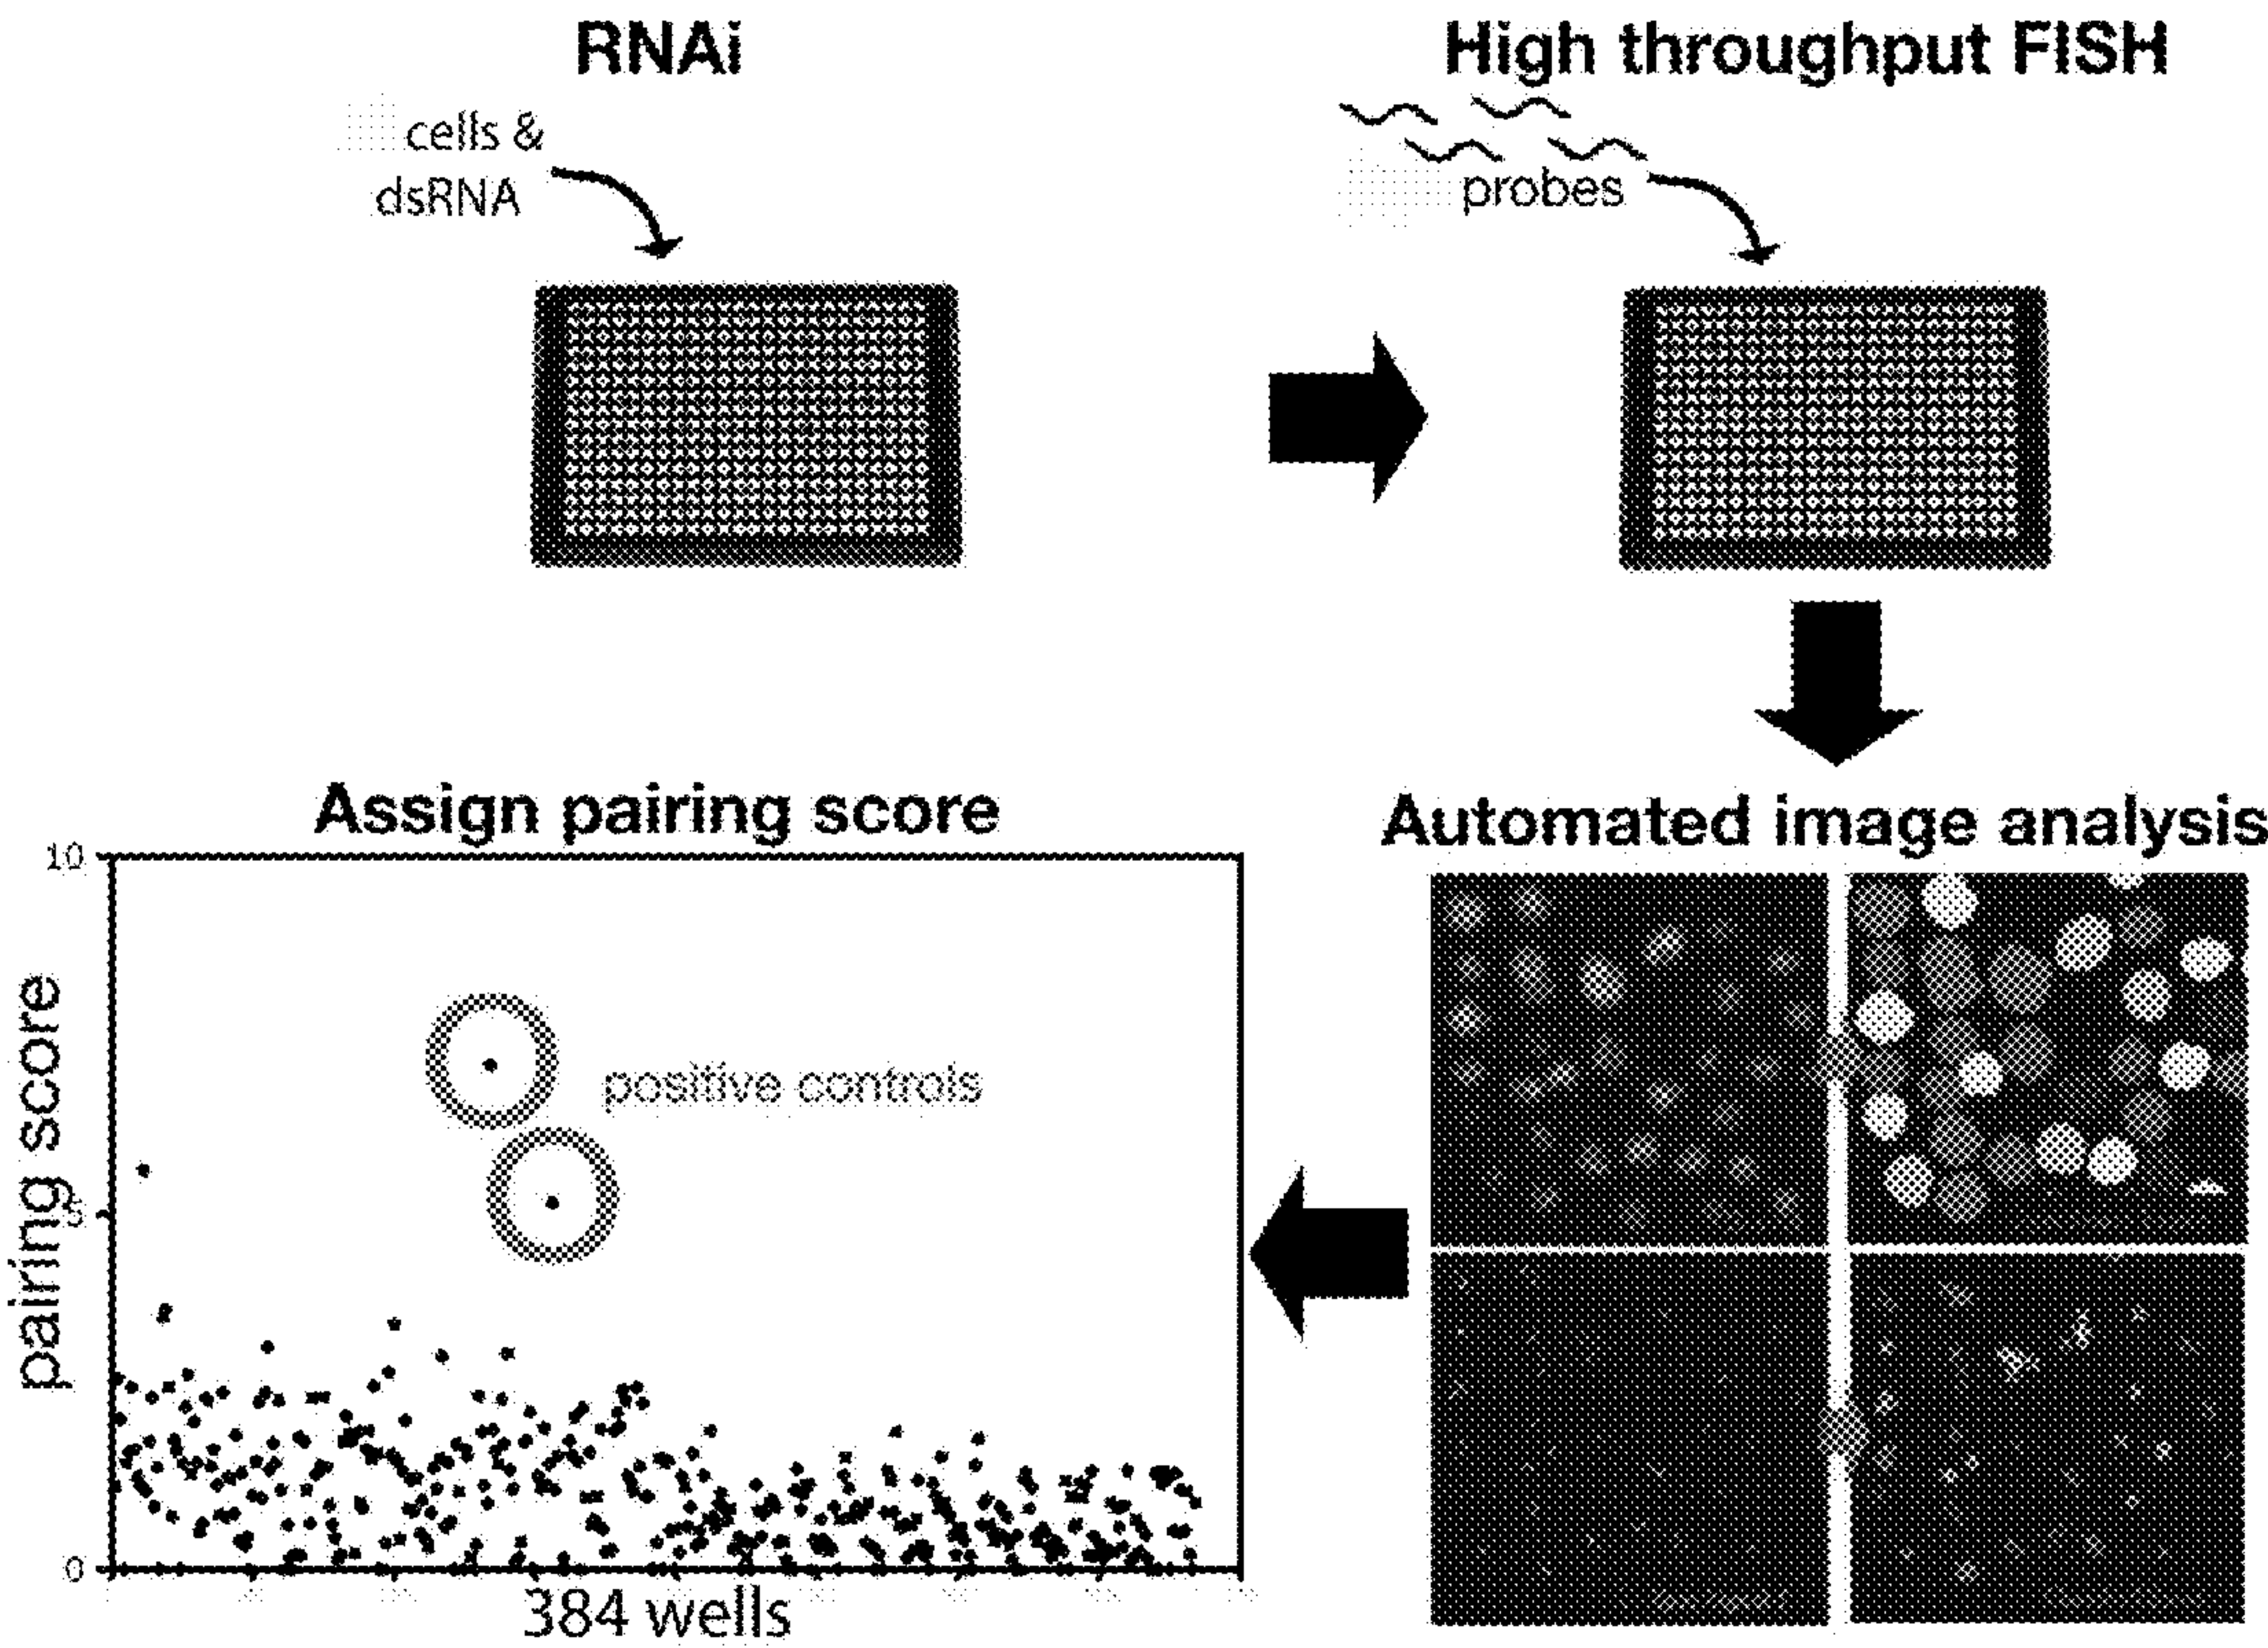 RNAi
cells &
dsRNA
High throughput FISH
probes
Assign pairing score
10
5
0
pairing score
positive controls
384 wells
Automated image analysis